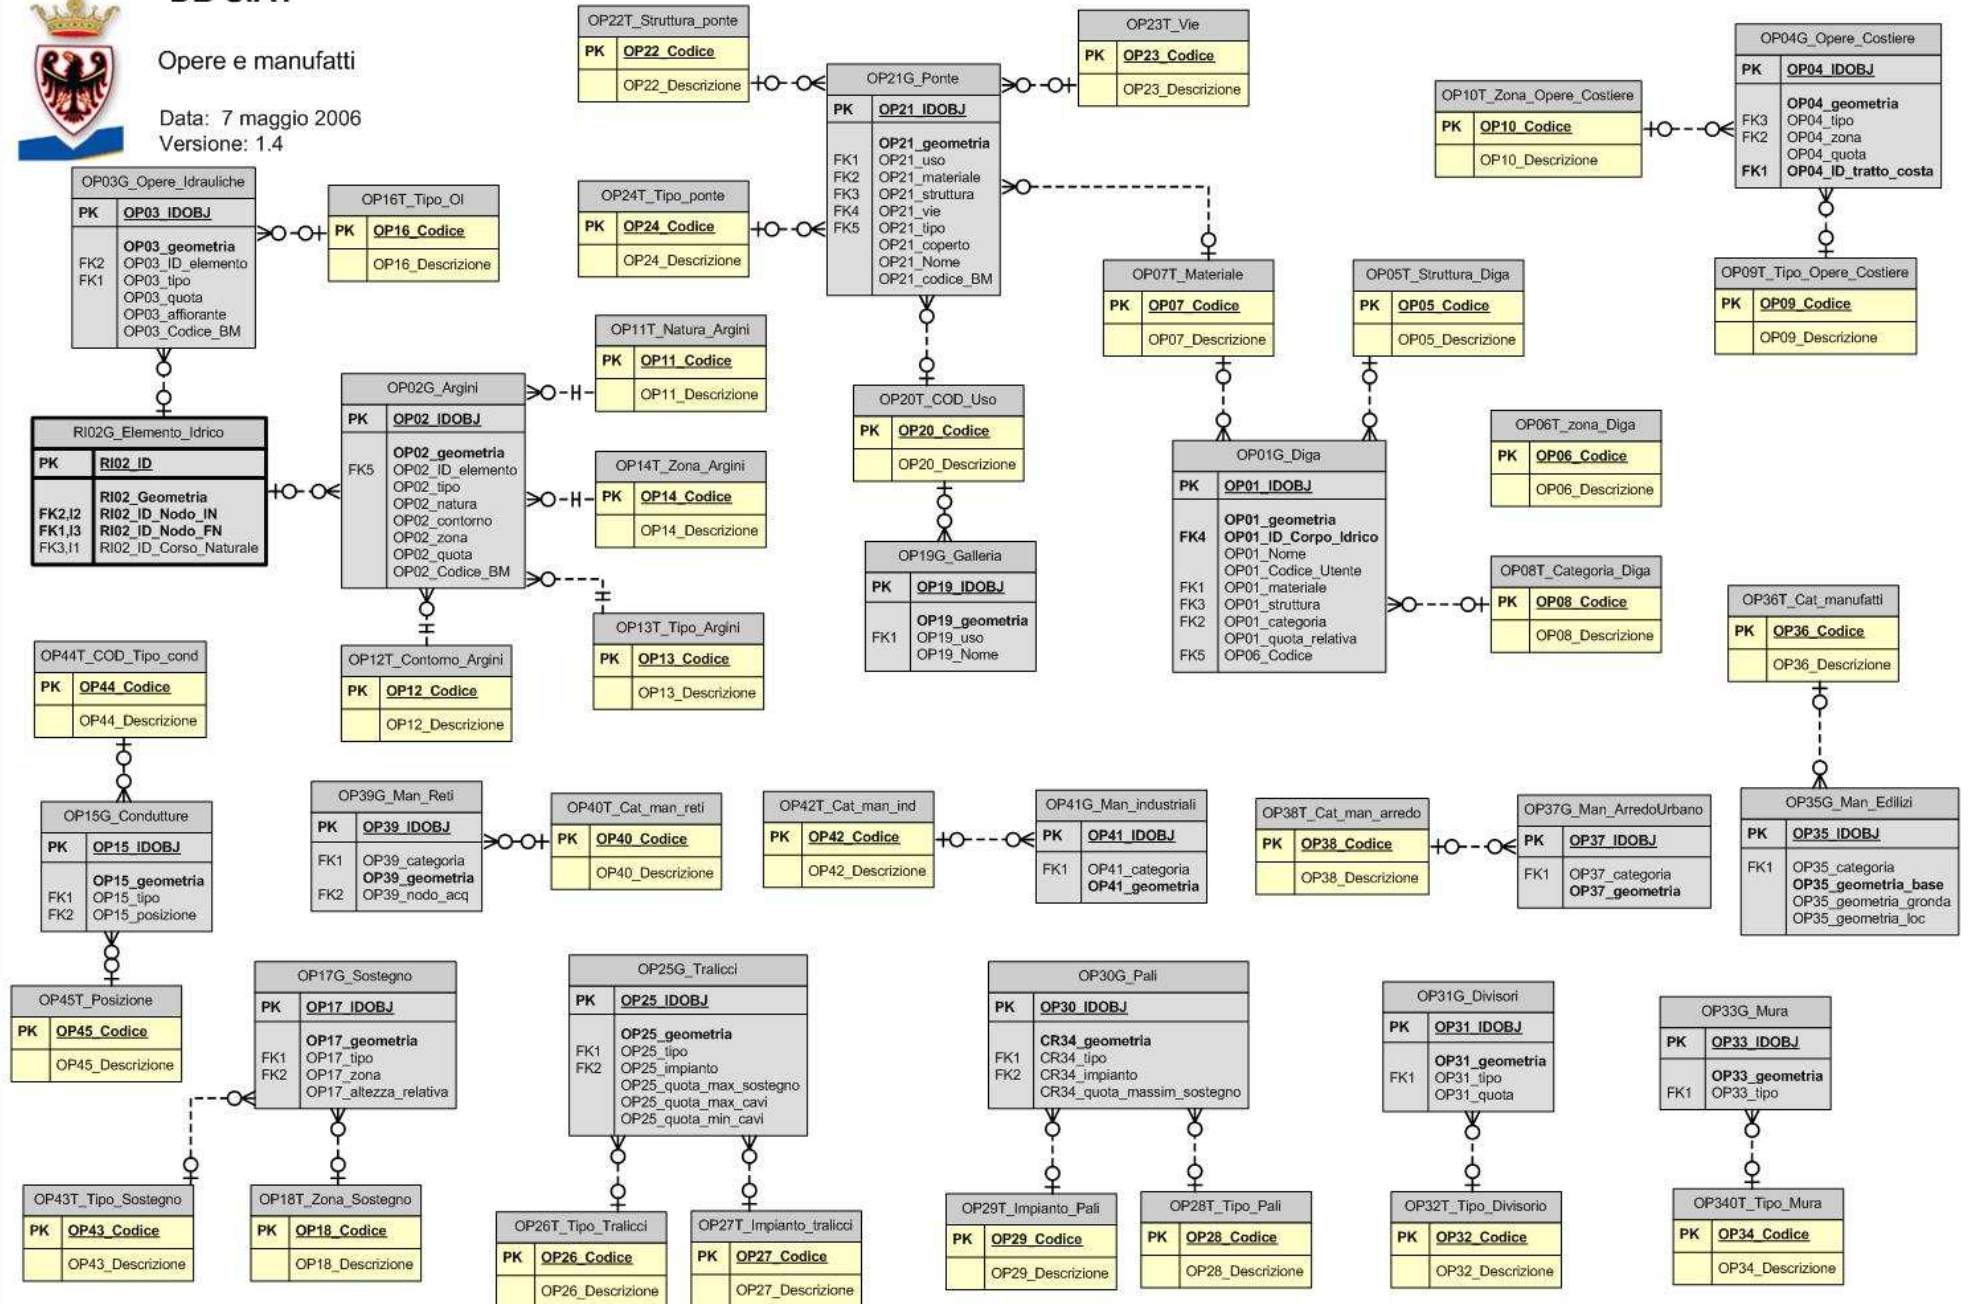 Opere e manufatti
Data: 7 maggio 2006
Versione: 1.4
OP22T_Struttura_ponte
PK OP22_Codice
OP22_Descrizione
OP23T_Vie
PK OP23_Codice
OP23_Descrizione
OP04G_Opere_Costiere
PK OP04_IDOBJ
OP04_geometria
FK3 OP04_tipo
FK2 OP04_zona
OP04_quota
FK1 OP04_ID_tratto_costa
OP21G_Ponte
PK OP21_IDOBJ
OP21_geometria
FK1 OP21_uso
FK2 OP21_materiale
FK3 OP21_struttura
FK4 OP21_vie
FK5 OP21_tipo
OP21_coperto
OP21_Nome
OP21_codice_BM
OP10T_Zona_Opere_Costiere
PK OP10_Codice
OP10_Descrizione
OP03G_Opere_Idrauliche
PK OP03_IDOBJ
OP03_geometria
FK2 OP03_ID_elemento
FK1 OP03_tipo
OP03_quota
OP03_affiorante
OP03_Codice_BM
OP16T_Tipo_OI
PK OP16_Codice
OP16_Descrizione
OP24T_Tipo_ponte
PK OP24_Codice
OP24_Descrizione
OP07T_Materiale
PK OP07_Codice
OP07_Descrizione
OP05T_Struttura_Diga
PK OP05_Codice
OP05_Descrizione
OP09T_Tipo_Opere_Costiere
PK OP09_Codice
OP09_Descrizione
OP11T_Natura_Argini
PK OP11_Codice
OP11_Descrizione
OP02G_Argini
PK OP02_IDOBJ
OP02_geometria
FK5 OP02_ID_elemento
OP02_tipo
OP02_natura
OP02_contorno
OP02_zona
OP02_quota
OP02_Codice_BM
OP20T_COD_Uso
PK OP20_Codice
OP20_Descrizione
RI02G_Elemento_Idrico
PK RI02_ID
RI02_Geometria
FK2,I2 RI02_ID_Nodo_IN
FK1,I3 RI02_ID_Nodo_FN
FK3,I1 RI02_ID_Corso_Naturale
OP14T_Zona_Argini
PK OP14_Codice
OP14_Descrizione
OP01G_Diga
PK OP01_IDOBJ
OP01_geometria
FK4 OP01_ID_Corpo_Idrico
OP01_Nome
OP01_Codice_Utente
FK1 OP01_materiale
FK3 OP01_struttura
FK2 OP01_categoria
OP01_quota_relativa
FK5 OP06_Codice
OP06T_zona_Diga
PK OP06_Codice
OP06_Descrizione
OP19G_Galleria
PK OP19_IDOBJ
OP19_geometria
FK1 OP19_uso
OP19_Nome
OP08T_Categoria_Diga
PK OP08_Codice
OP08_Descrizione
OP36T_Cat_manufatti
PK OP36_Codice
OP36_Descrizione
OP13T_Tipo_Argini
PK OP13_Codice
OP13_Descrizione
OP12T_Contorno_Argini
PK OP12_Codice
OP12_Descrizione
OP44T_COD_Tipo_cond
PK OP44_Codice
OP44_Descrizione
OP15G_Condutture
PK OP15_IDOBJ
OP15_geometria
FK1 OP15_tipo
FK2 OP15_posizione
OP39G_Man_Reti
PK OP39_IDOBJ
FK1 OP39_categoria
OP39_geometria
FK2 OP39_nodo_acq
OP40T_Cat_man_reti
PK OP40_Codice
OP40_Descrizione
OP42T_Cat_man_ind
PK OP42_Codice
OP42_Descrizione
OP41G_Man_industriali
PK OP41_IDOBJ
FK1 OP41_categoria
OP41_geometria
OP38T_Cat_man_arredo
PK OP38_Codice
OP38_Descrizione
OP37G_Man_ArredoUrbano
PK OP37_IDOBJ
FK1 OP37_categoria
OP37_geometria
OP35G_Man_Edilizi
PK OP35_IDOBJ
FK1 OP35_categoria
OP35_geometria_base
OP35_geometria_gronda
OP35_geometria_loc
OP45T_Posizione
PK OP45_Codice
OP45_Descrizione
OP17G_Sostegno
PK OP17_IDOBJ
OP17_geometria
FK1 OP17_tipo
FK2 OP17_zona
OP17_altezza_relativa
OP25G_Tralicci
PK OP25_IDOBJ
OP25_geometria
FK1 OP25_tipo
FK2 OP25_impianto
OP25_quota_max_sostegno
OP25_quota_max_cavi
OP25_quota_min_cavi
OP30G_Pali
PK OP30_IDOBJ
CR34_geometria
FK1 CR34_tipo
FK2 CR34_impianto
CR34_quota_massim_sostegno
OP31G_Divisori
PK OP31_IDOBJ
OP31_geometria
FK1 OP31_tipo
OP31_quota
OP33G_Mura
PK OP33_IDOBJ
OP33_geometria
FK1 OP33_tipo
OP43T_Tipo_Sostegno
PK OP43_Codice
OP43_Descrizione
OP18T_Zona_Sostegno
PK OP18_Codice
OP18_Descrizione
OP26T_Tipo_Tralicci
PK OP26_Codice
OP26_Descrizione
OP27T_Impianto_tralicci
PK OP27_Codice
OP27_Descrizione
OP29T_Impianto_Pali
PK OP29_Codice
OP29_Descrizione
OP28T_Tipo_Pali
PK OP28_Codice
OP28_Descrizione
OP32T_Tipo_Divisorio
PK OP32_Codice
OP32_Descrizione
OP340T_Tipo_Mura
PK OP34_Codice
OP34_Descrizione